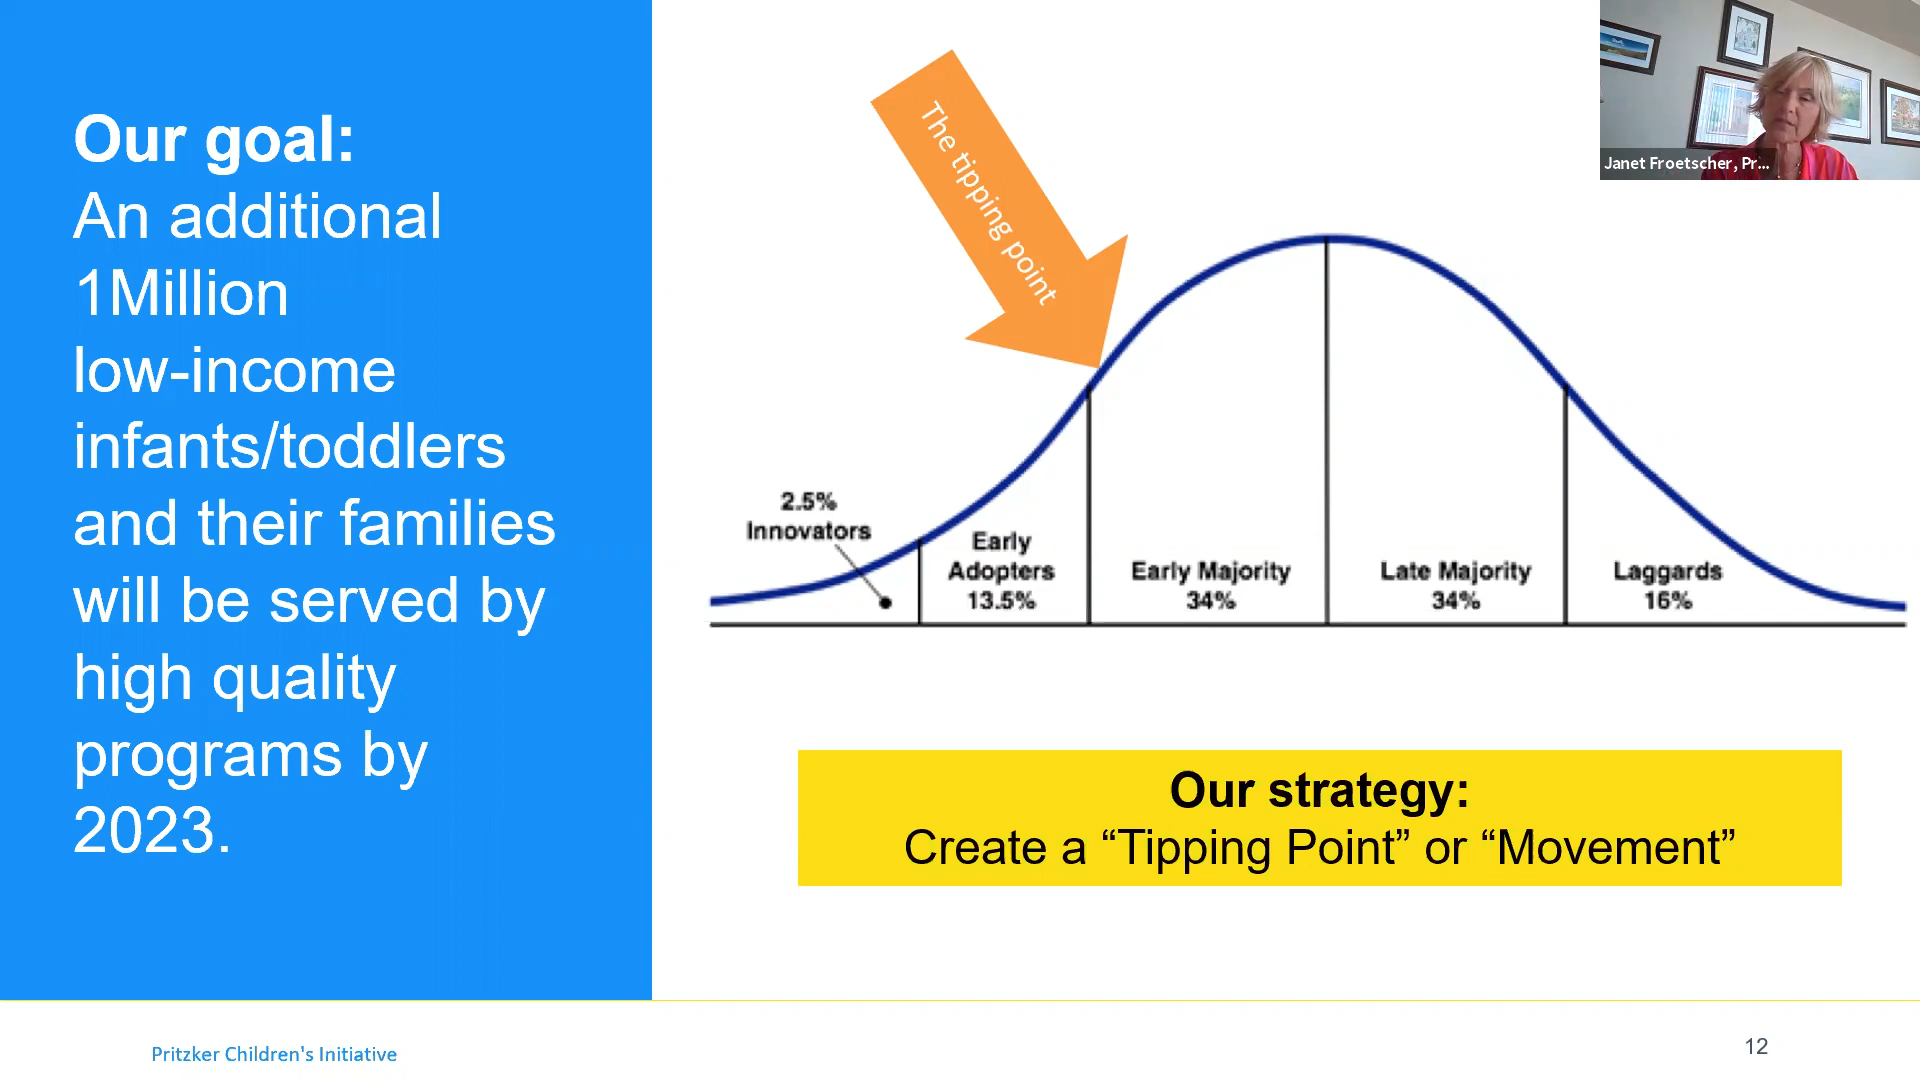 Our goal:
An additional
1Million
low-income
infants/toddlers
and their families
will be served by
high quality
programs by
2023.
The tipping point
Janet Froetscher, Pr...
2.5%
Innovators
Early
Adopters
13.5%
Early Majority
34%
Late Majority
34%
Laggards
16%
Our strategy:
Create a “Tipping Point” or “Movement”
Pritzker Children's Initiative
12